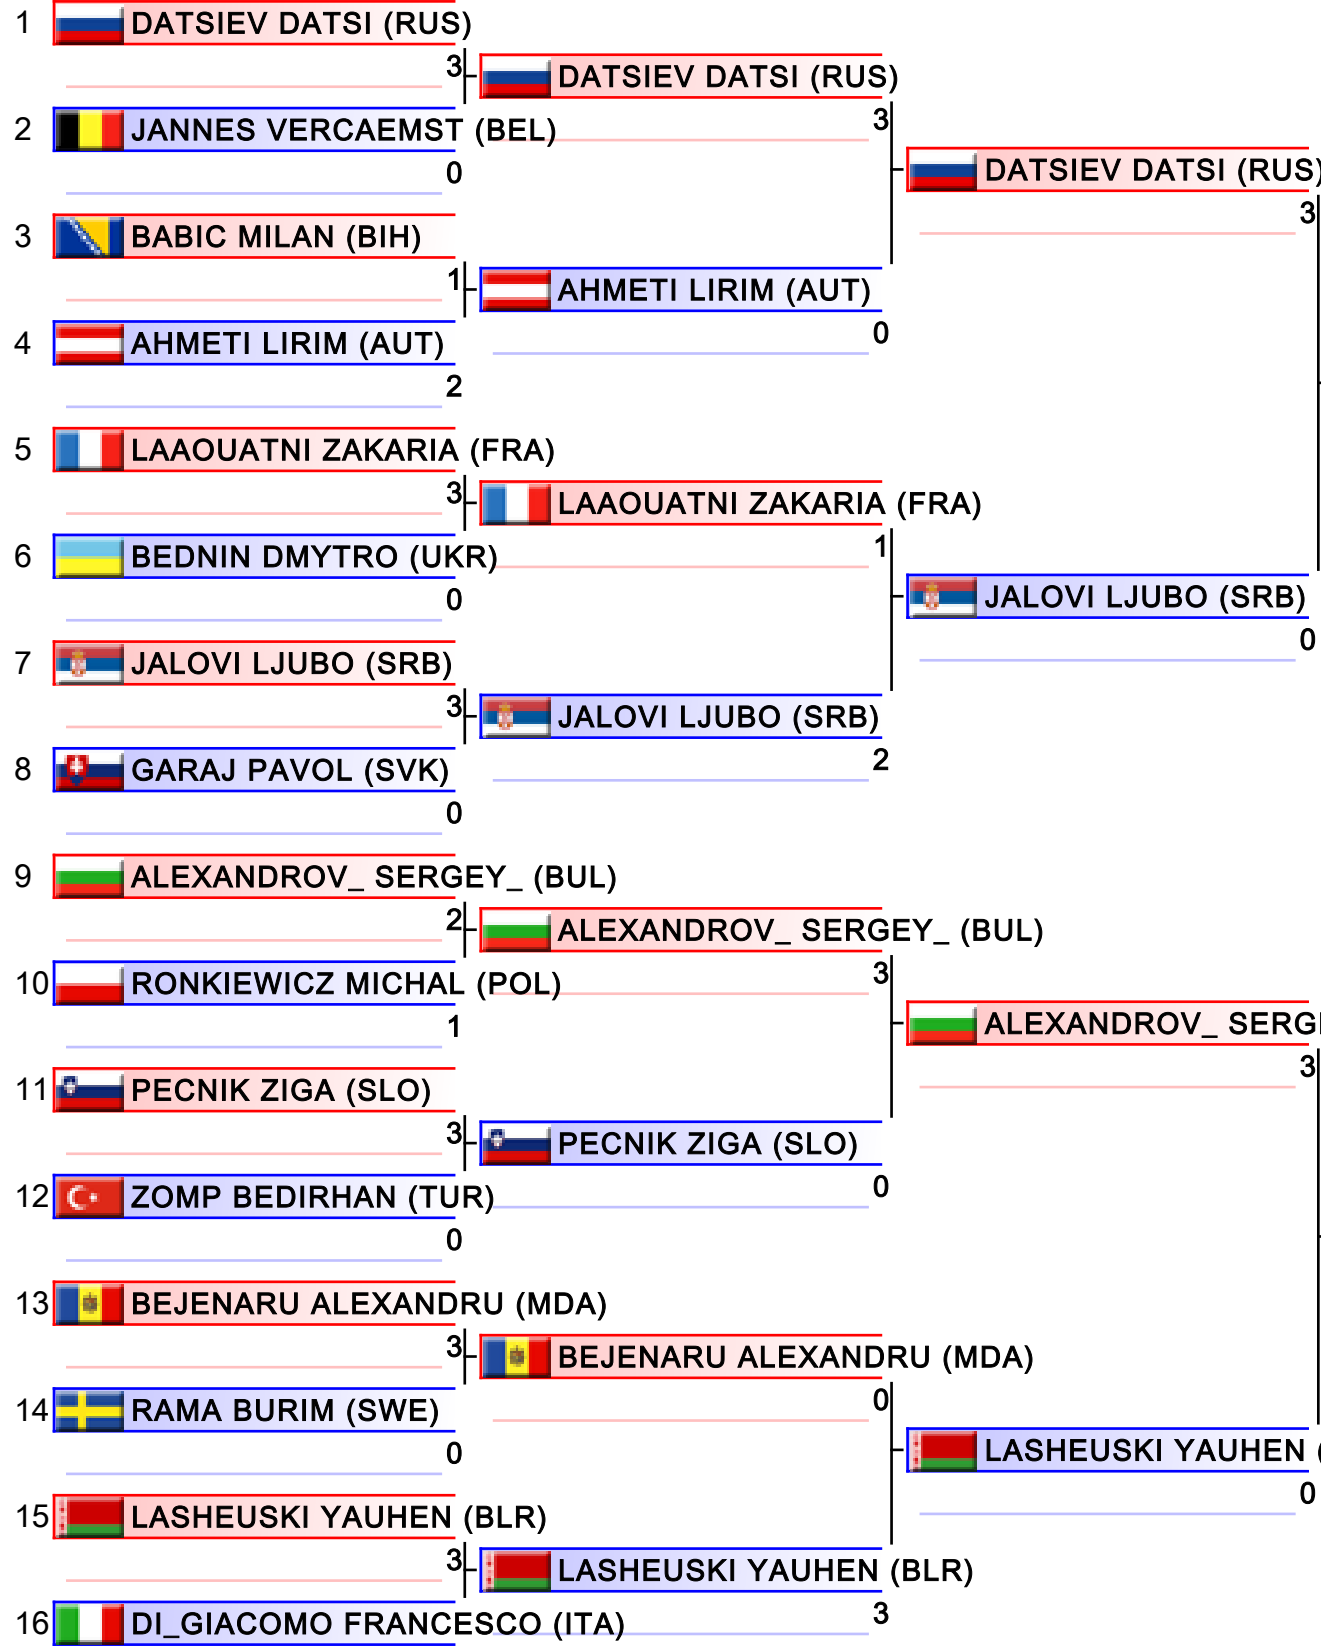 1 DATSIEV DATSI (RUS)
3 DATSIEV DATSI (RUS)
2 JANNES VERCAEMST (BEL)
3
0 DATSIEV DATSI (RUS)
3
3 BABIC MILAN (BIH)
1 AHMETI LIRIM (AUT)
0
4 AHMETI LIRIM (AUT)
2
5 LAAOUATNI ZAKARIA (FRA)
3 LAAOUATNI ZAKARIA (FRA)
1
6 BEDNIN DMYTRO (UKR)
0 JALOVI LJUBO (SRB)
0
7 JALOVI LJUBO (SRB)
3 JALOVI LJUBO (SRB)
2
8 GARAJ PAVOL (SVK)
0
9 ALEXANDROV_ SERGEY_ (BUL)
2 ALEXANDROV_ SERGEY_ (BUL)
3
10 RONKIEWICZ MICHAL (POL)
1 ALEXANDROV_ SERG
3
11 PECNIK ZIGA (SLO)
3 PECNIK ZIGA (SLO)
0
12 ZOMP BEDIRHAN (TUR)
0
13 BEJENARU ALEXANDRU (MDA)
3 BEJENARU ALEXANDRU (MDA)
0
14 RAMA BURIM (SWE)
0 LASHEUSKI YAUHEN (
0
15 LASHEUSKI YAUHEN (BLR)
3 LASHEUSKI YAUHEN (BLR)
3
16 DI_GIACOMO FRANCESCO (ITA)